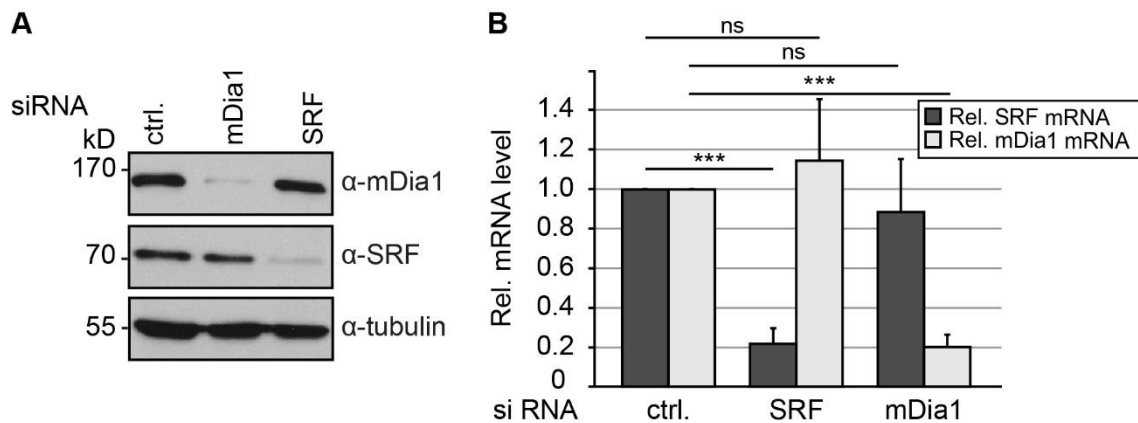 A
siRNA
ctrl.
mDia1
SRF
kD
170
α-mDia1
70
α-SRF
55
α-tubulin
B
ns
ns
***
***
Rel. SRF mRNA
Rel. mDia1 mRNA
Rel. mRNA level
1.4
1.2
1.0
0.8
0.6
0.4
0.2
0
si RNA ctrl. SRF mDia1